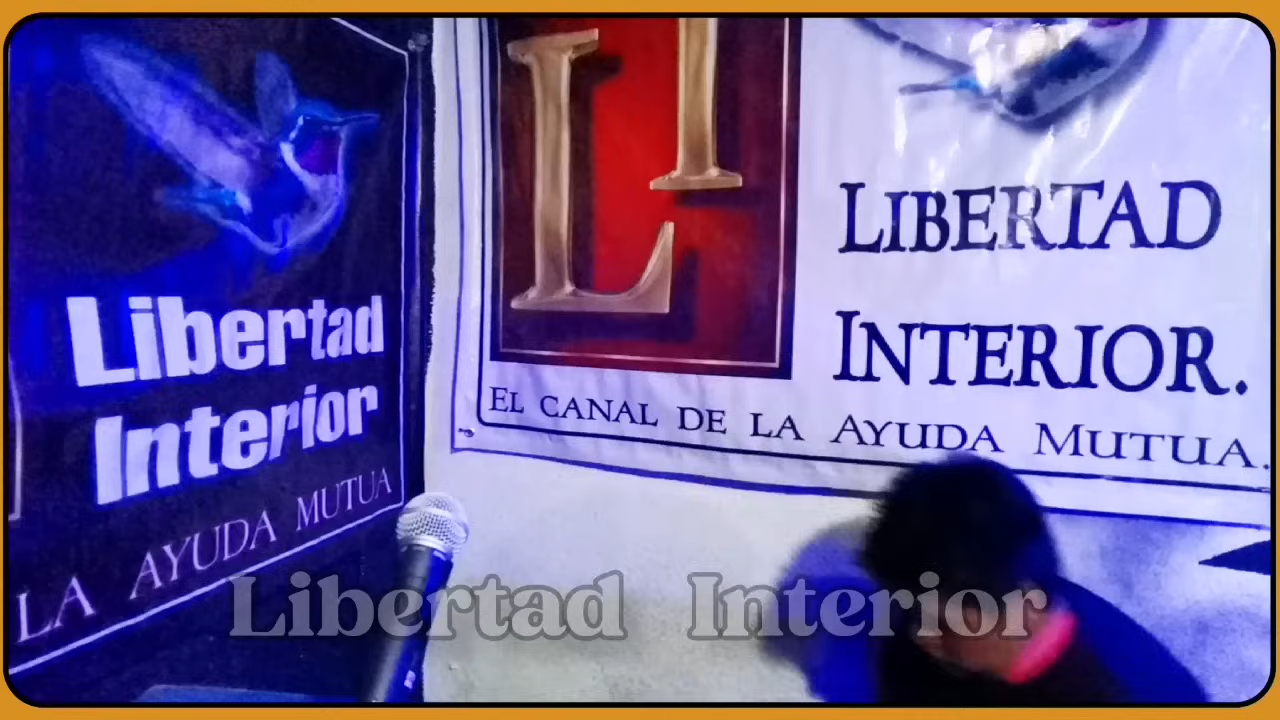 Libertad
Interior
LA AYUDA MUTUA
LI
LIBERTAD
INTERIOR.
EL CANAL DE LA AYUDA MUTUA.
Libertad Interior